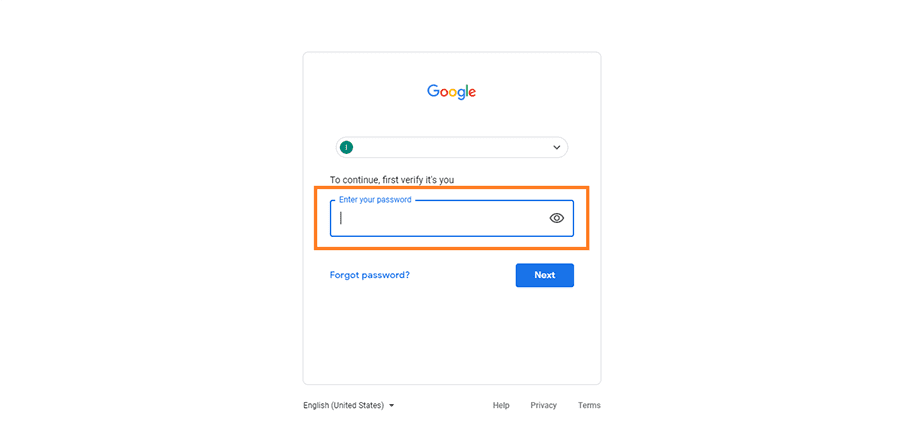 Google
I
To continue, first verify it's you
Enter your password
Forgot password?
Next
English (United States)
Help
Privacy
Terms